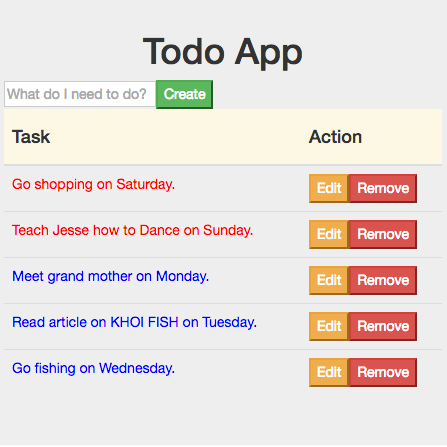 Todo App
What do I need to do? Create
Task Action
Go shopping on Saturday. Edit Remove
Teach Jesse how to Dance on Sunday. Edit Remove
Meet grand mother on Monday. Edit Remove
Read article on KHOI FISH on Tuesday. Edit Remove
Go fishing on Wednesday. Edit Remove